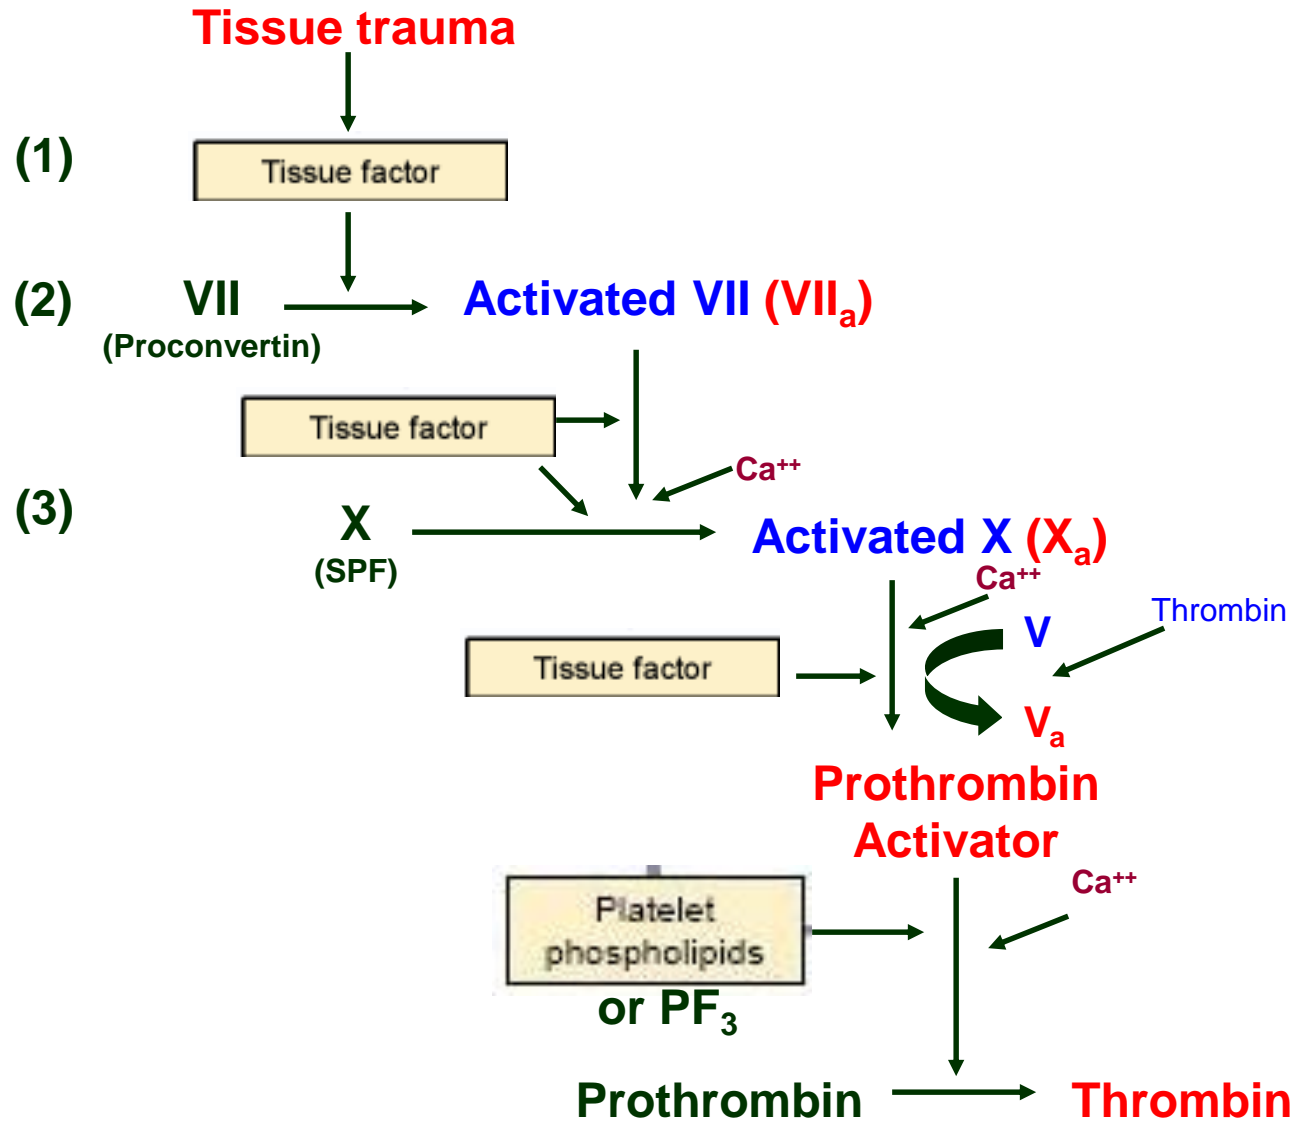 Tissue trauma
(1)
Tissue factor
(2) VII Activated VII (VIIa)
(Proconvertin)
Tissue factor
Ca++
(3) X
(SPF)
Activated X (Xa)
Ca++
Thrombin
V
Tissue factor
Va
Prothrombin
Activator
Ca++
Platelet
phospholipids
or PF3
Prothrombin Thrombin